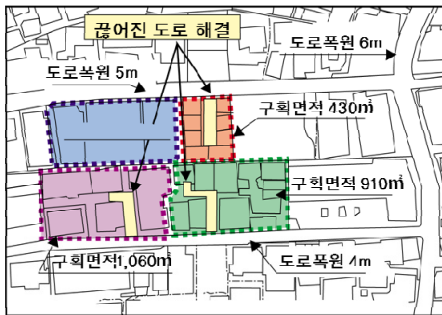 끊어진 도로 해결
도로폭원 6m
도로폭원 5m
구획면적 430㎡
구획면적 910㎡
구획면적1,060㎡
도로폭원 4m